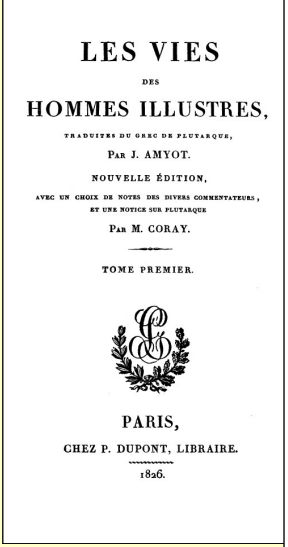 LES VIES
DES
HOMMES ILLUSTRES,
TRADUITES DU GREC DE PLUTARQUE,
PAR J. AMYOT.
NOUVELLE ÉDITION,
AVEC UN CHOIX DE NOTES DES DIVERS COMMENTATEURS,
ET UNE NOTICE SUR PLUTARQUE
PAR M. CORAY.
TOME PREMIER.
PARIS,
CHEZ P. DUPONT, LIBRAIRE.
1826.